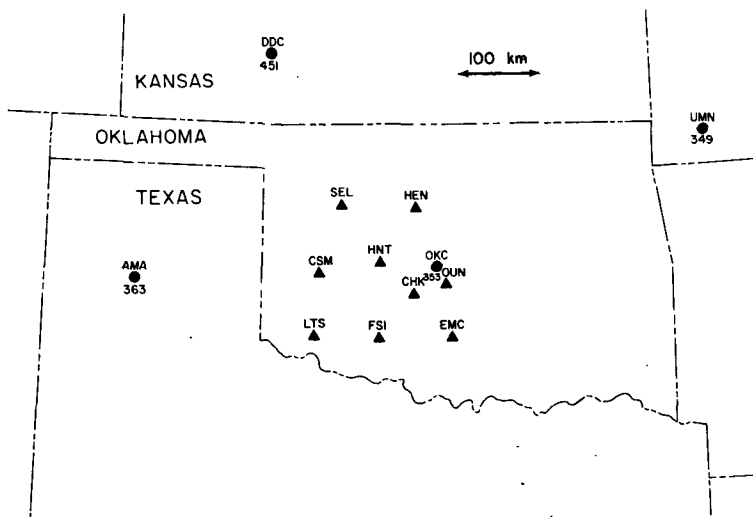 DDC
451
100 km
KANSAS
UMN
349
OKLAHOMA
TEXAS
SEL
HEN
HNT
OKC
353
AMA
363
CSM
CHK
OUN
LTS
FSI
EMC